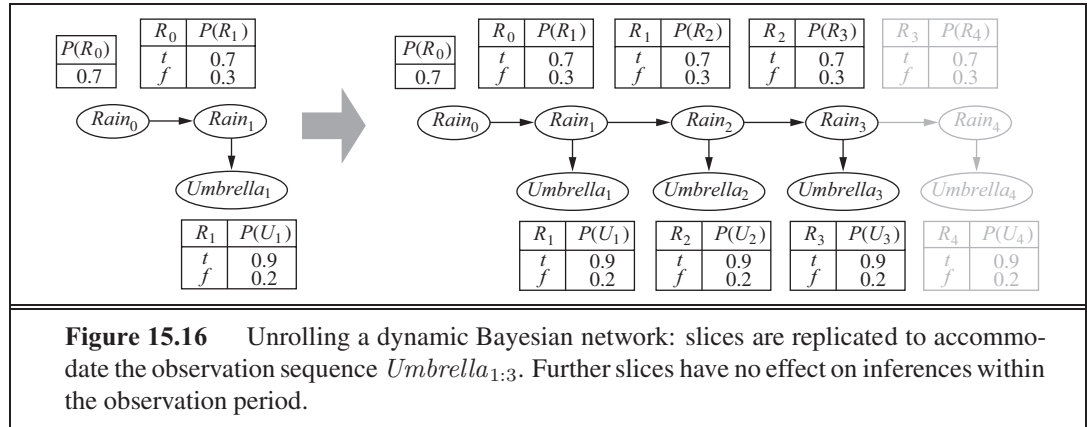 P(R0)
0.7
R0 P(R1)
t 0.7
f 0.3
Rain0
Rain1
Umbrella1
R1 P(U1)
t 0.9
f 0.2
P(R0)
0.7
R0 P(R1)
t 0.7
f 0.3
R1 P(R2)
t 0.7
f 0.3
R2 P(R3)
t 0.7
f 0.3
R3 P(R4)
t 0.7
f 0.3
Rain0
Rain1
Rain2
Rain3
Rain4
Umbrella1
Umbrella2
Umbrella3
Umbrella4
R1 P(U1)
t 0.9
f 0.2
R2 P(U2)
t 0.9
f 0.2
R3 P(U3)
t 0.9
f 0.2
R4 P(U4)
t 0.9
f 0.2
Figure 15.16 Unrolling a dynamic Bayesian network: slices are replicated to accommo-
date the observation sequence Umbrella1:3. Further slices have no effect on inferences within
the observation period.